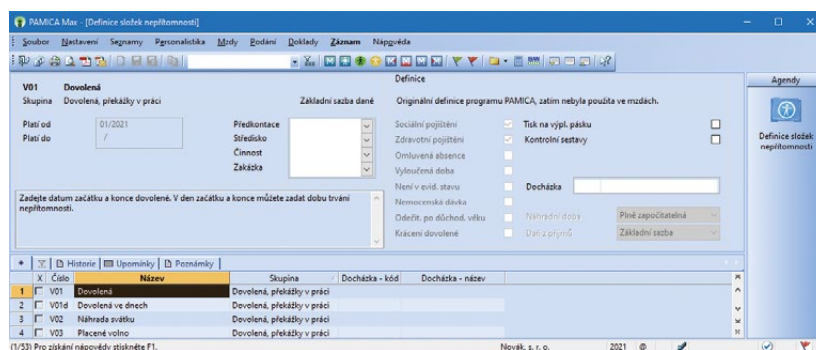 PAMICA Max - [Definice složek nepřítomnosti]
Soubor Nastavení Seznamy Personalistika Mzdy Podání Doklady Záznam Nápověda
Definice
Agendy
V01 Dovolená
Skupina Dovolená, překážky v práci Základní sazba daně Originální definice programu PAMICA, zatím nebyla použita ve mzdách.
Definice složek
nepřítomnosti
Platí od 01/2021 Předkontace Sociální pojištění Tisk na výpl. pásku
Platí do / Středisko Zdravotní pojištění Kontrolní sestavy
Činnost Omluvená absence
Zakázka Vyloučená doba
Není v evid. stavu Docházka
Zadejte datum začátku a konce dovolené. V den začátku a konce můžete zadat dobu trvání
nepřítomnosti.
Nemocenská dávka
Odečít. po důchod. věku Náhradní doba Plně započitatelná
Krácení dovolené Daň z příjmů Základní sazba
Historie Upomínky Poznámky
X Číslo Název Skupina Docházka - kód Docházka - název
1 V01 Dovolená Dovolená, překážky v práci
2 V01d Dovolená ve dnech Dovolená, překážky v práci
3 V02 Náhrada svátku Dovolená, překážky v práci
4 V03 Placené volno Dovolená, překážky v práci
(1/53) Pro získání nápovědy stiskněte F1. Novák, s. r. o. 2021 @